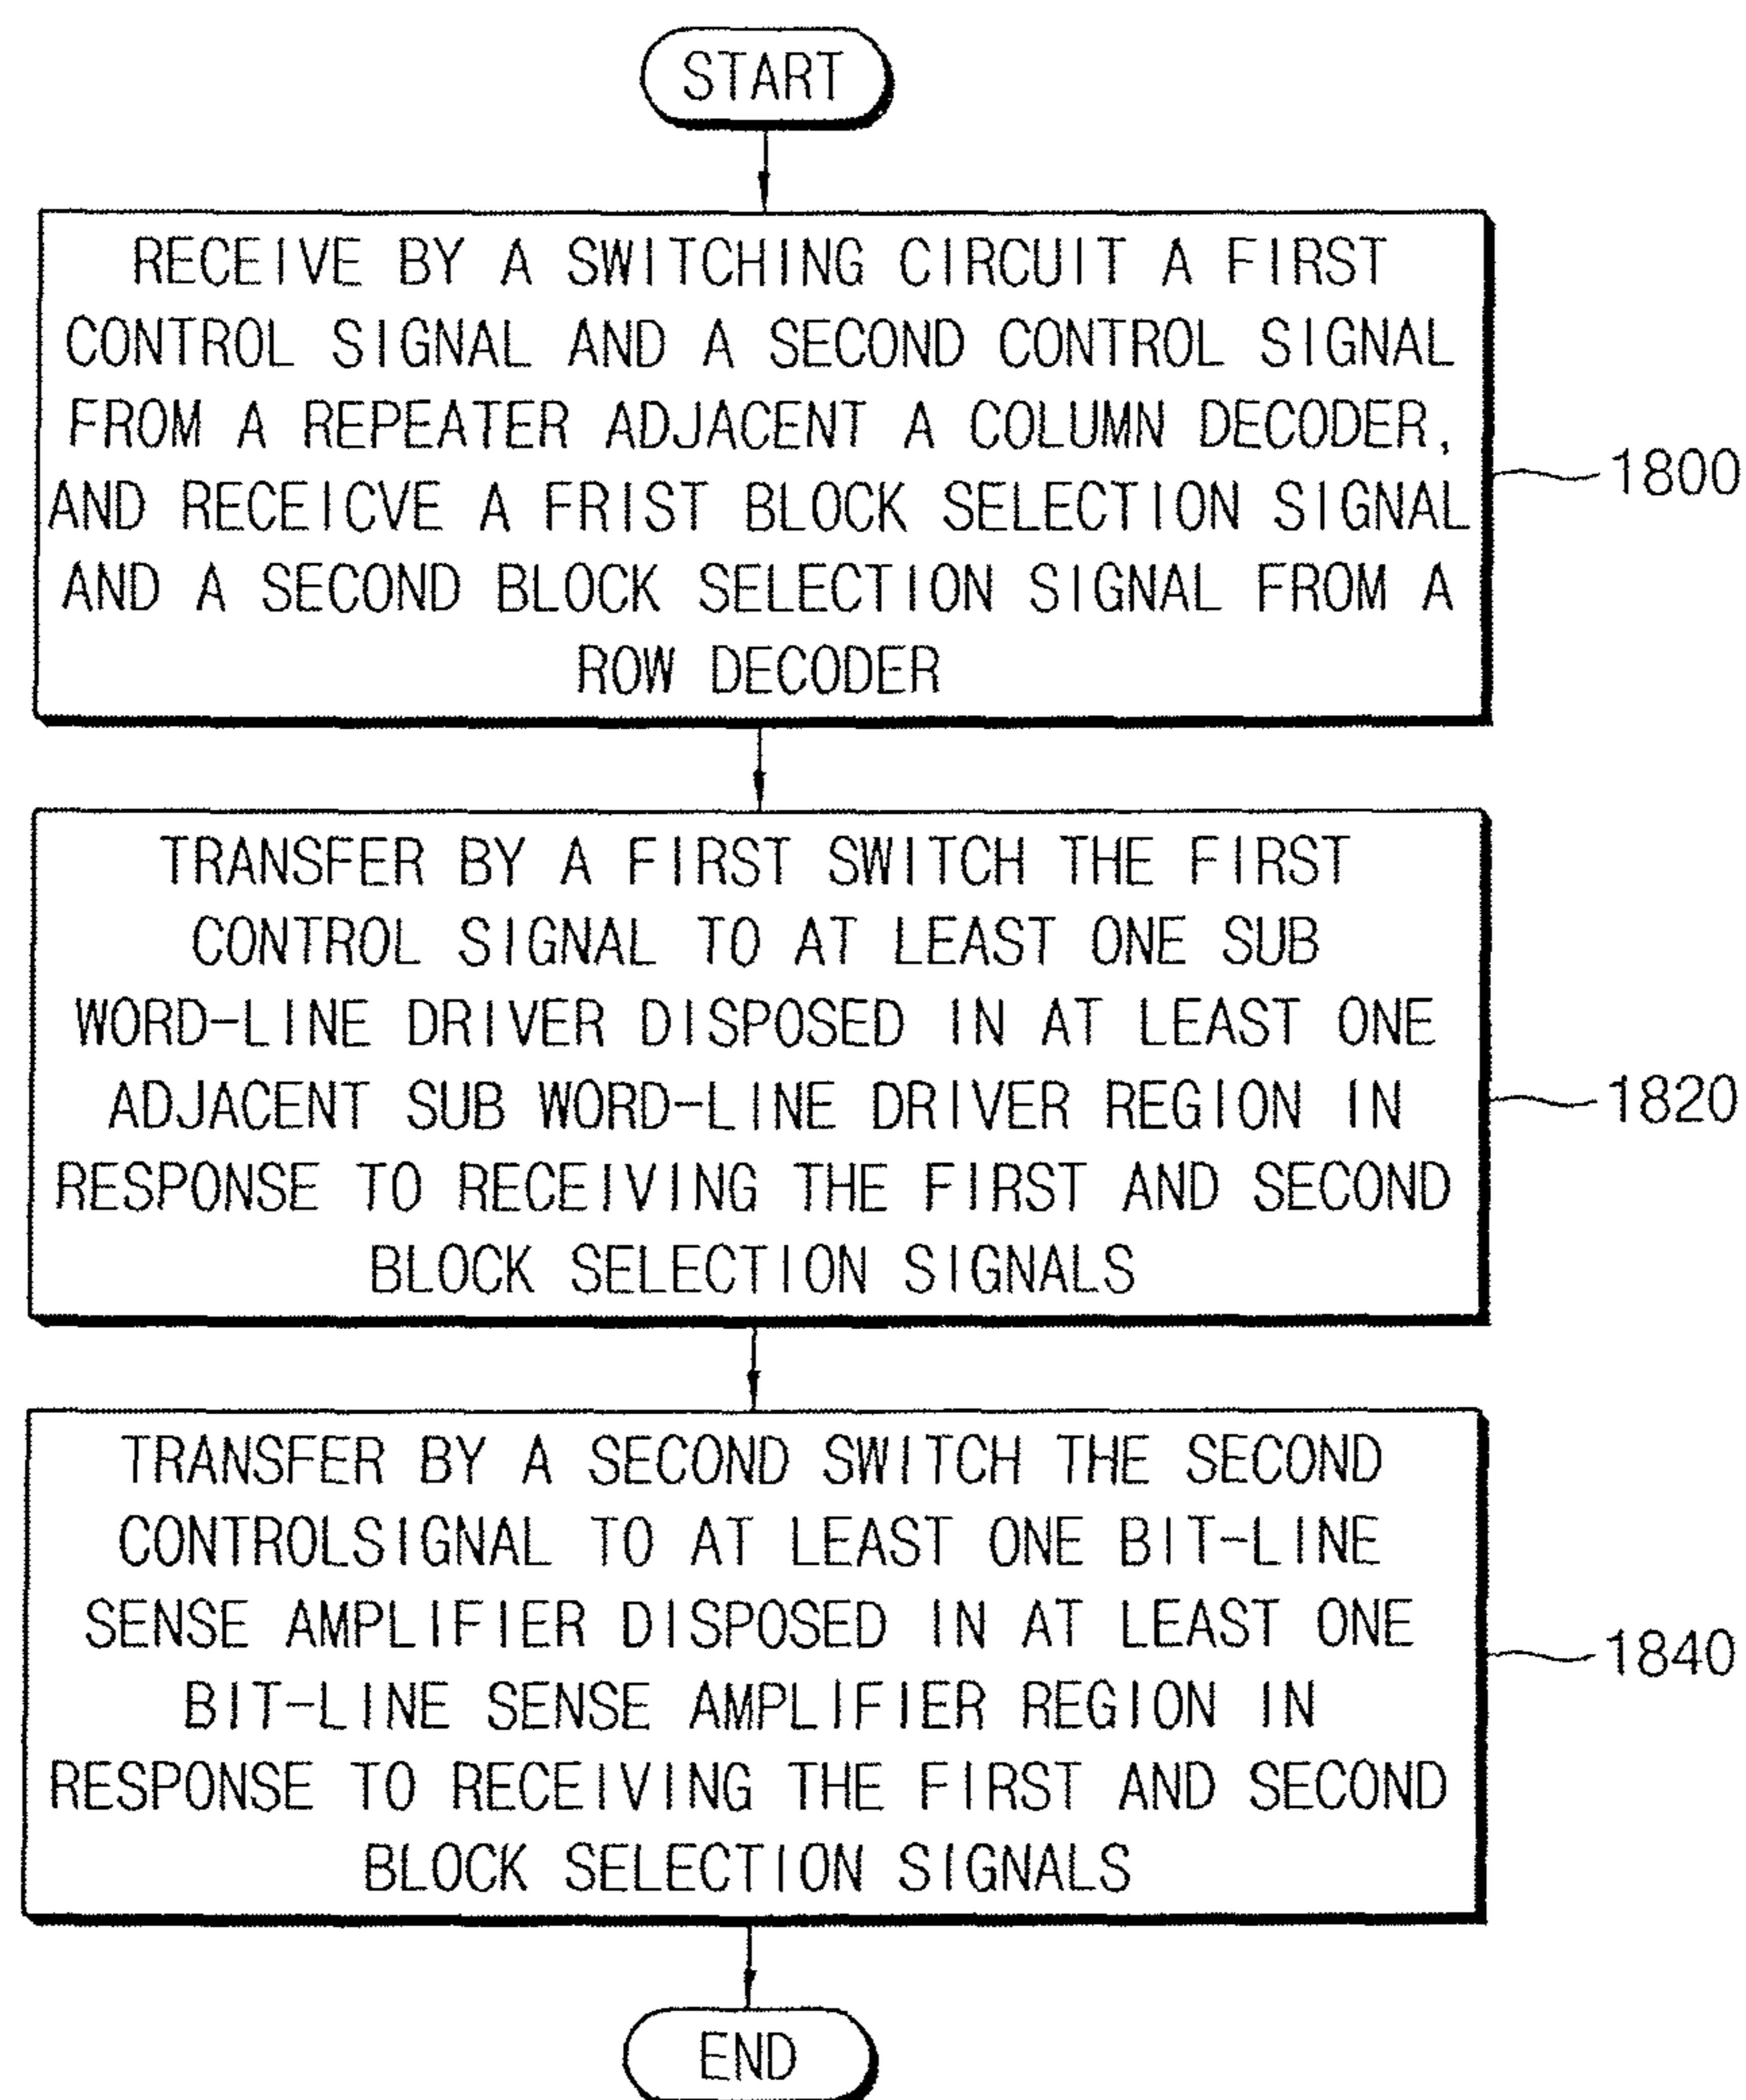 START
RECEIVE BY A SWITCHING CIRCUIT A FIRST
CONTROL SIGNAL AND A SECOND CONTROL SIGNAL
FROM A REPEATER ADJACENT A COLUMN DECODER,
AND RECEICVE A FRIST BLOCK SELECTION SIGNAL
AND A SECOND BLOCK SELECTION SIGNAL FROM A
ROW DECODER
1800
TRANSFER BY A FIRST SWITCH THE FIRST
CONTROL SIGNAL TO AT LEAST ONE SUB
WORD-LINE DRIVER DISPOSED IN AT LEAST ONE
ADJACENT SUB WORD-LINE DRIVER REGION IN
RESPONSE TO RECEIVING THE FIRST AND SECOND
BLOCK SELECTION SIGNALS
1820
TRANSFER BY A SECOND SWITCH THE SECOND
CONTROLSIGNAL TO AT LEAST ONE BIT-LINE
SENSE AMPLIFIER DISPOSED IN AT LEAST ONE
BIT-LINE SENSE AMPLIFIER REGION IN
RESPONSE TO RECEIVING THE FIRST AND SECOND
BLOCK SELECTION SIGNALS
1840
END